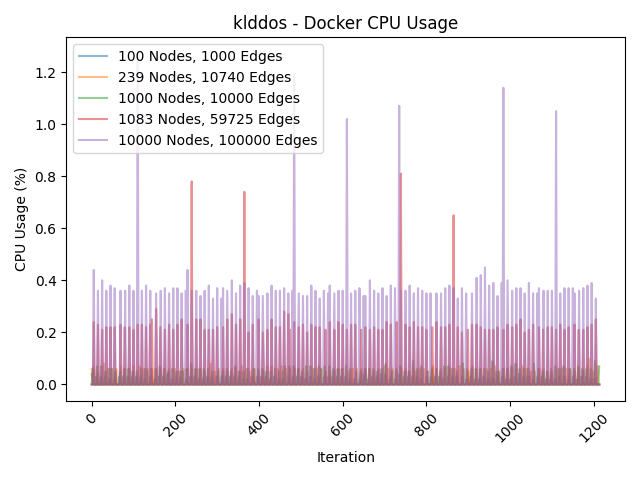 klddos - Docker CPU Usage
100 Nodes, 1000 Edges
239 Nodes, 10740 Edges
1000 Nodes, 10000 Edges
1083 Nodes, 59725 Edges
10000 Nodes, 100000 Edges
CPU Usage (%)
1.2
1.0
0.8
0.6
0.4
0.2
0.0
0 200 400 600 800 1000 1200
Iteration